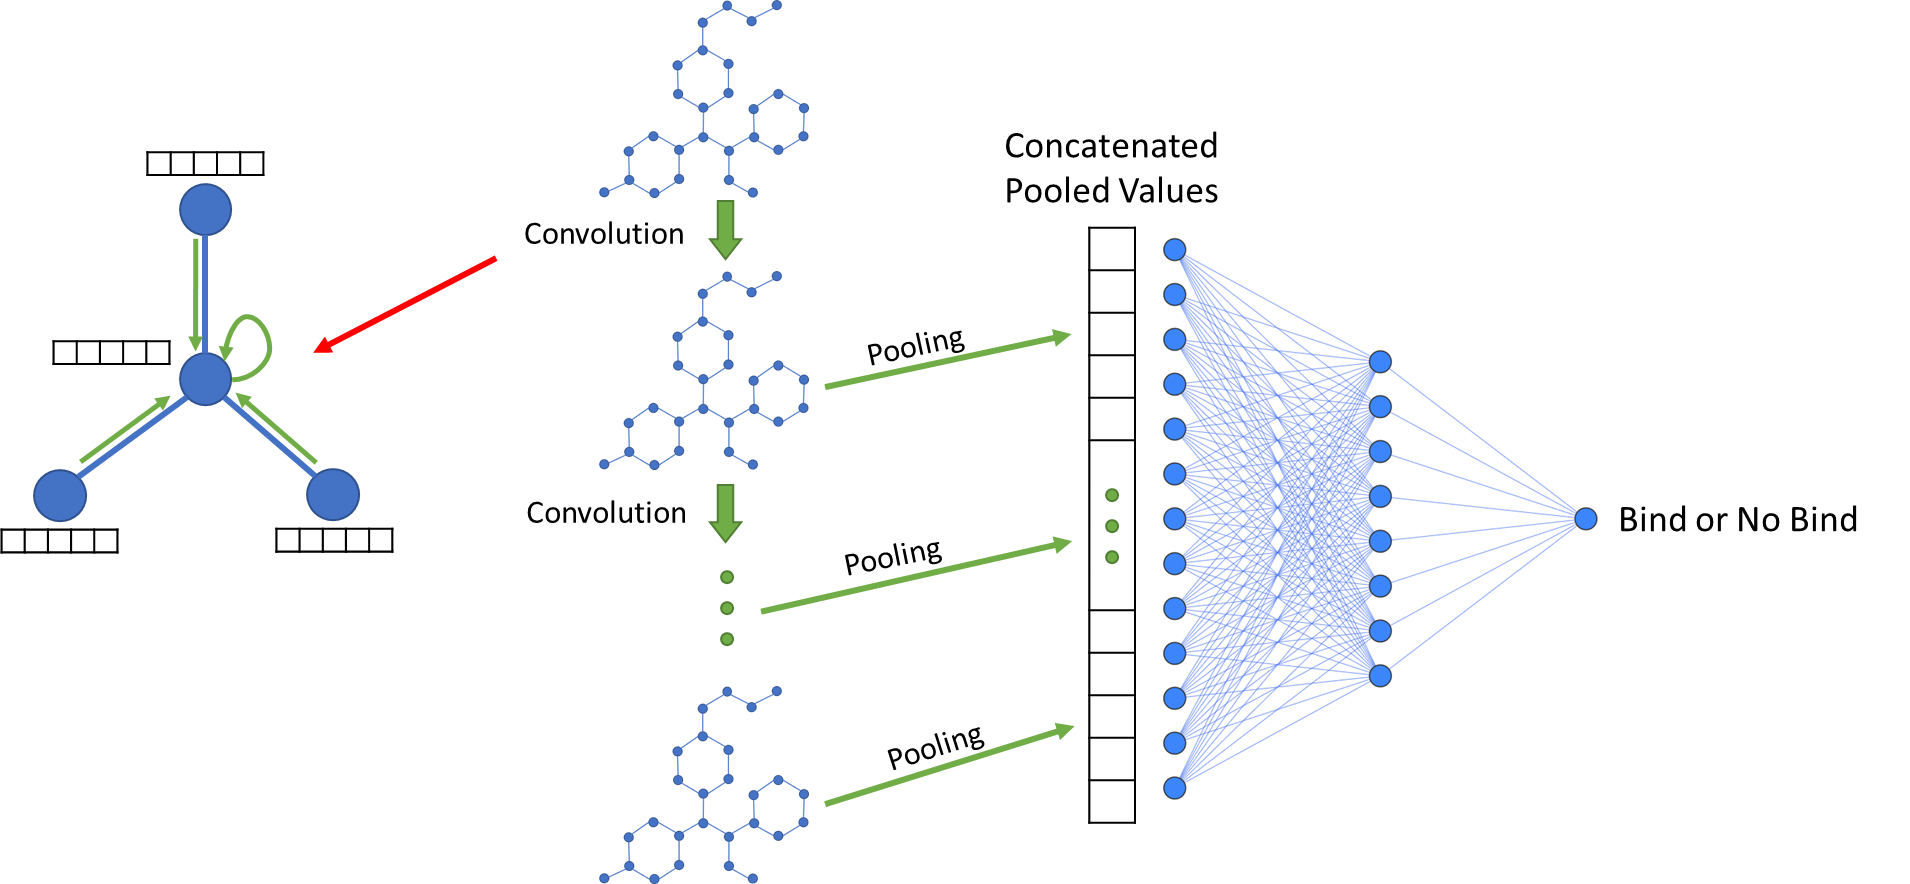 Convolution
Convolution
Pooling
Pooling
Pooling
Concatenated
Pooled Values
Bind or No Bind